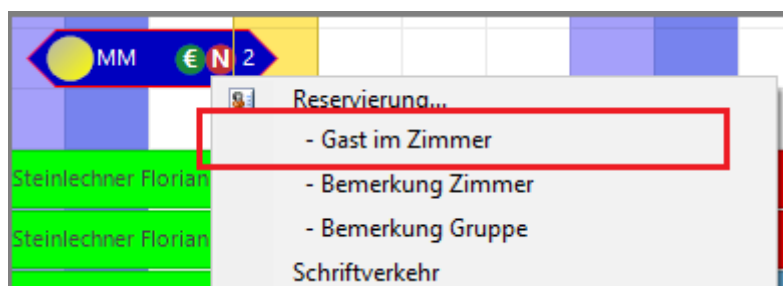 MM € N 2
Reservierung...
- Gast im Zimmer
Steinlechner Florian
- Bemerkung Zimmer
- Bemerkung Gruppe
Steinlechner Florian
Schriftverkehr